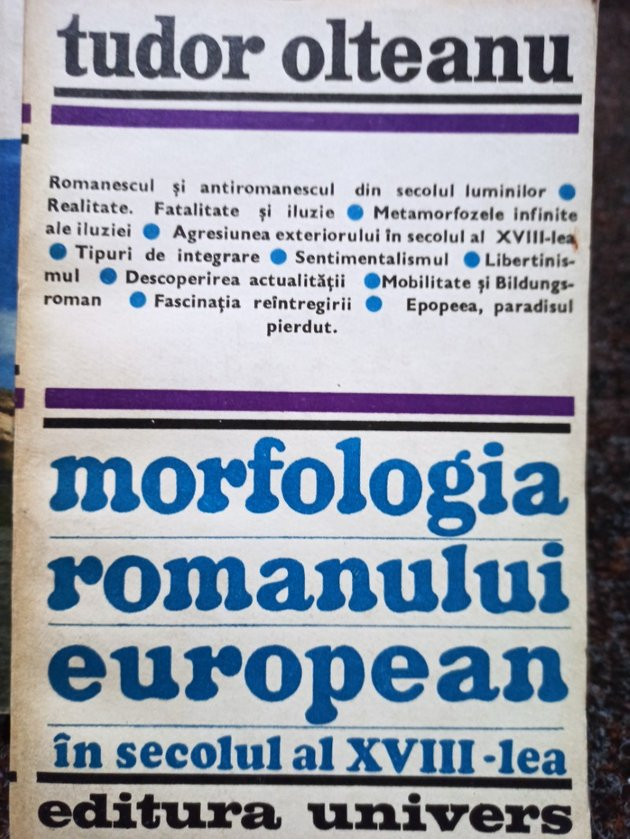 tudor olteanu
Romanescul și antiromanescul din secolul luminilor ●
Realitate. Fatalitate și iluzie ● Metamorfozele infinite
ale iluziei ● Agresiunea exteriorului în secolul al XVIII-lea
● Tipuri de integrare ● Sentimentalismul ● Libertinis-
mul ● Descoperirea actualității ● Mobilitate și Bildungs-
roman ● Fascinația reîntregirii ● Epopeea, paradisul
pierdut.
morfologia
romanului
european
în secolul al XVIII-lea
editura univers